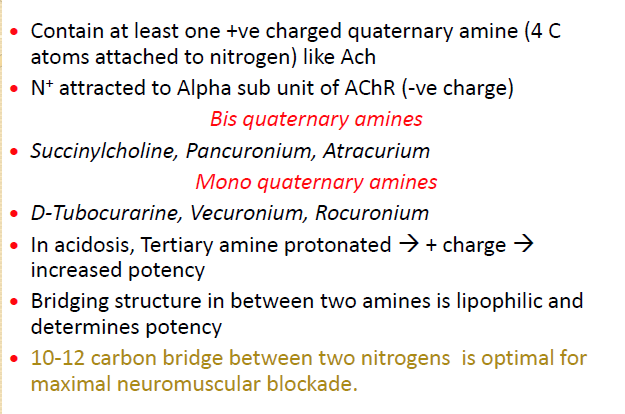 • Contain at least one +ve charged quaternary amine (4 C
atoms attached to nitrogen) like Ach
• N⁺ attracted to Alpha sub unit of AChR (-ve charge)
Bis quaternary amines
• Succinylcholine, Pancuronium, Atracurium
Mono quaternary amines
• D-Tubocurarine, Vecuronium, Rocuronium
• In acidosis, Tertiary amine protonated → + charge →
increased potency
• Bridging structure in between two amines is lipophilic and
determines potency
• 10-12 carbon bridge between two nitrogens is optimal for
maximal neuromuscular blockade.